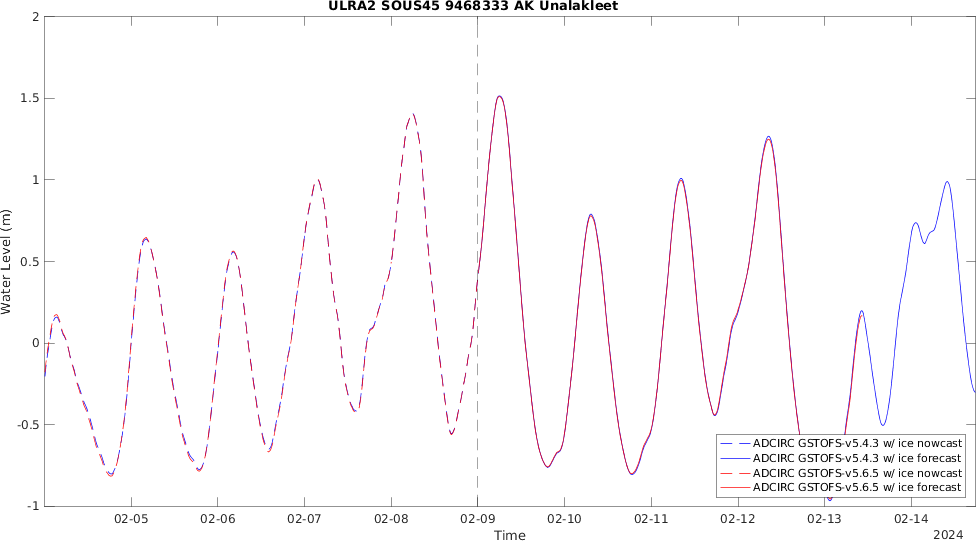 ULRA2 SOUS45 9468333 AK Unalakleet
2
1.5
1
0.5
0
-0.5
-1
Water Level (m)
02-05 02-06 02-07 02-08 02-09 02-10 02-11 02-12 02-13 02-14
Time
2024
ADCIRC GSTOFS-v5.4.3 w/ ice nowcast
ADCIRC GSTOFS-v5.4.3 w/ ice forecast
ADCIRC GSTOFS-v5.6.5 w/ ice nowcast
ADCIRC GSTOFS-v5.6.5 w/ ice forecast